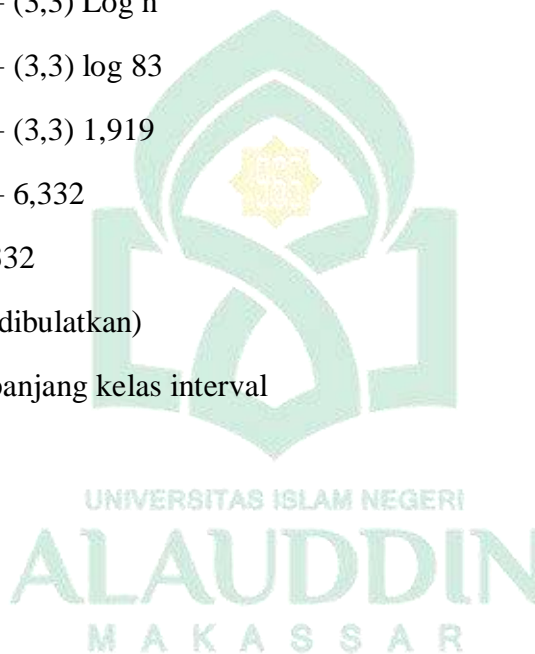 (3,3) Log n
(3,3) log 83
(3,3) 1,919
6,332
332
dibulatkan)
panjang kelas interval
UNIVERSITAS ISLAM NEGERI
ALAUDDIN
MAKASSAR